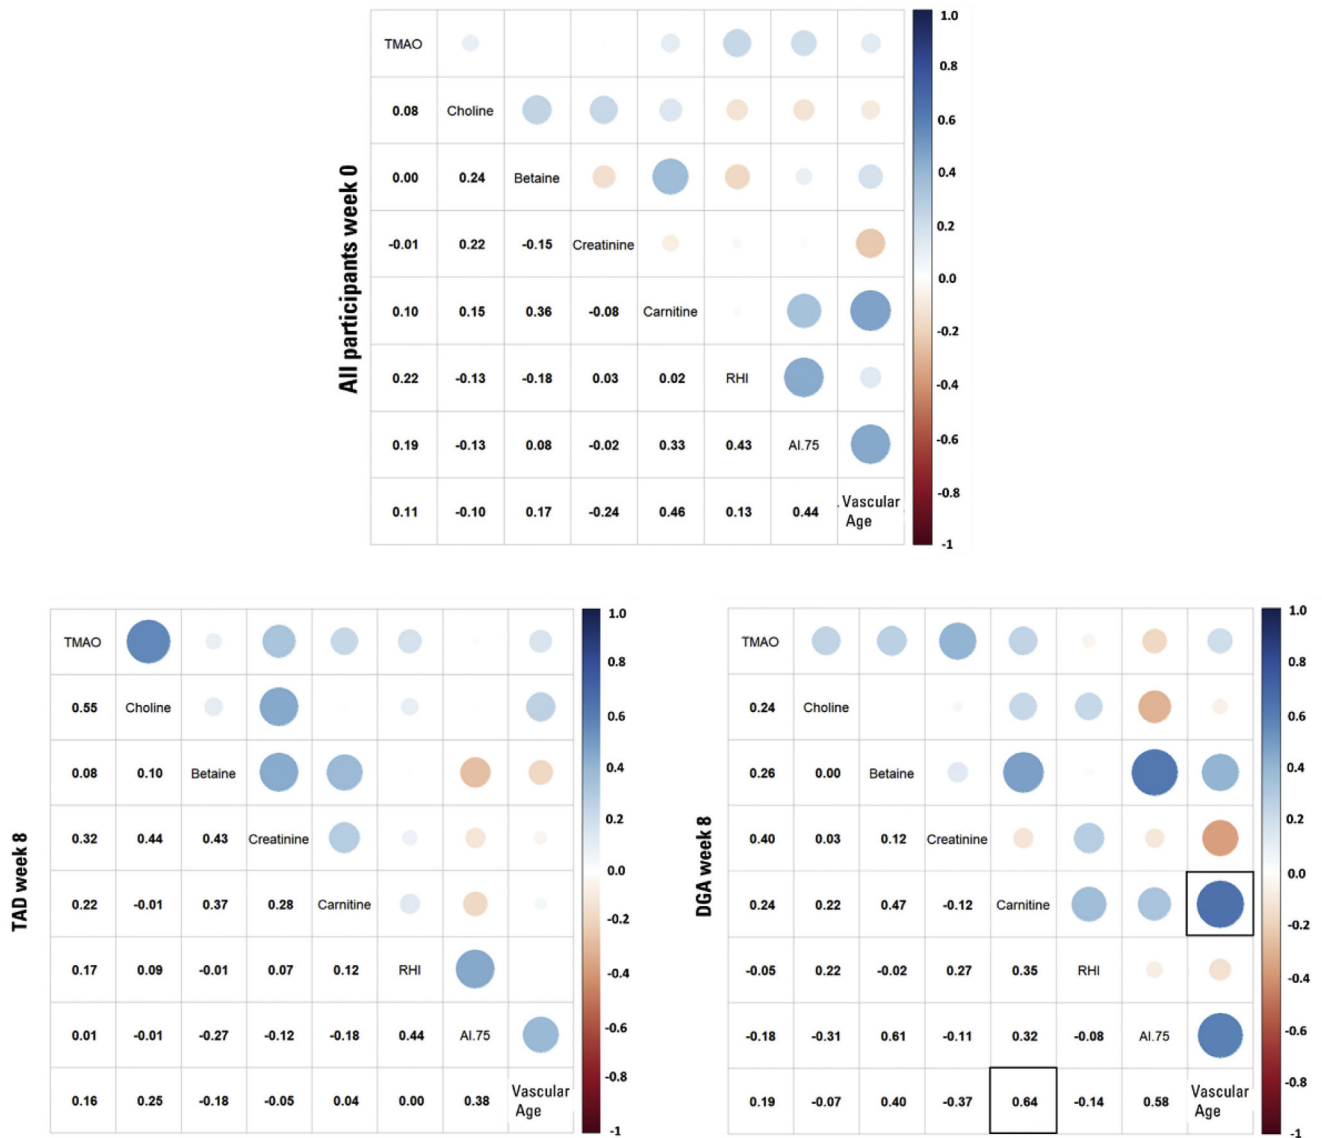 All participants week 0
TMAO
0.08 Choline
0.00 0.24 Betaine
-0.01 0.22 -0.15 Creatinine
0.10 0.15 0.36 -0.08 Carnitine
0.22 -0.13 -0.18 0.03 0.02 RHI
0.19 -0.13 0.08 -0.02 0.33 0.43 AI.75
0.11 -0.10 0.17 -0.24 0.46 0.13 0.44 Vascular
Age
1.0
0.8
0.6
0.4
0.2
0.0
-0.2
-0.4
-0.6
-0.8
-1
TAD week 8
TMAO
0.55 Choline
0.08 0.10 Betaine
0.32 0.44 0.43 Creatinine
0.22 -0.01 0.37 0.28 Carnitine
0.17 0.09 -0.01 0.07 0.12 RHI
0.01 -0.01 -0.27 -0.12 -0.18 0.44 AI.75
0.16 0.25 -0.18 -0.05 0.04 0.00 0.38 Vascular
Age
1.0
0.8
0.6
0.4
0.2
0.0
-0.2
-0.4
-0.6
-0.8
-1
DGA week 8
TMAO
0.24 Choline
0.26 0.00 Betaine
0.40 0.03 0.12 Creatinine
0.24 0.22 0.47 -0.12 Carnitine
-0.05 0.22 -0.02 0.27 0.35 RHI
-0.18 -0.31 0.61 -0.11 0.32 -0.08 AI.75
0.19 -0.07 0.40 -0.37 0.64 -0.14 0.58 Vascular
Age
1.0
0.8
0.6
0.4
0.2
0.0
-0.2
-0.4
-0.6
-0.8
-1